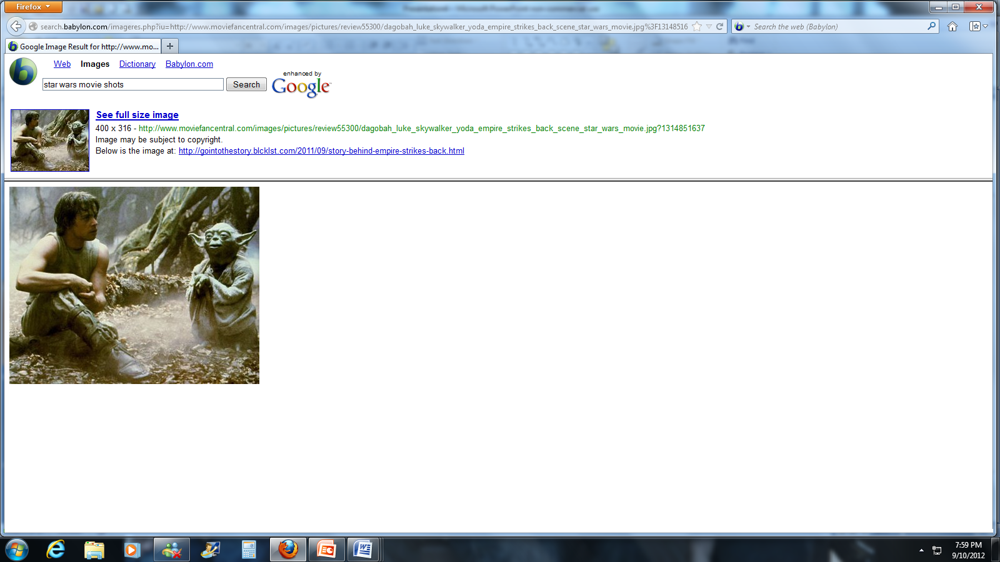 Firefox
search.babylon.com/imageres.php?iu=http://www.moviefancentral.com/images/pictures/review55300/dagobah_luke_skywalker_yoda_empire_strikes_back_scene_star_wars_movie.jpg%3F13148516
Search the web (Babylon)
Google Image Result for http://www.mo...
Web Images Dictionary Babylon.com
enhanced by
star wars movie shots Search Google™
See full size image
400 x 316 - http://www.moviefancentral.com/images/pictures/review55300/dagobah_luke_skywalker_yoda_empire_strikes_back_scene_star_wars_movie.jpg?1314851637
Image may be subject to copyright.
Below is the image at: http://gointothestory.blcklst.com/2011/09/story-behind-empire-strikes-back.html
7:59 PM
9/10/2012